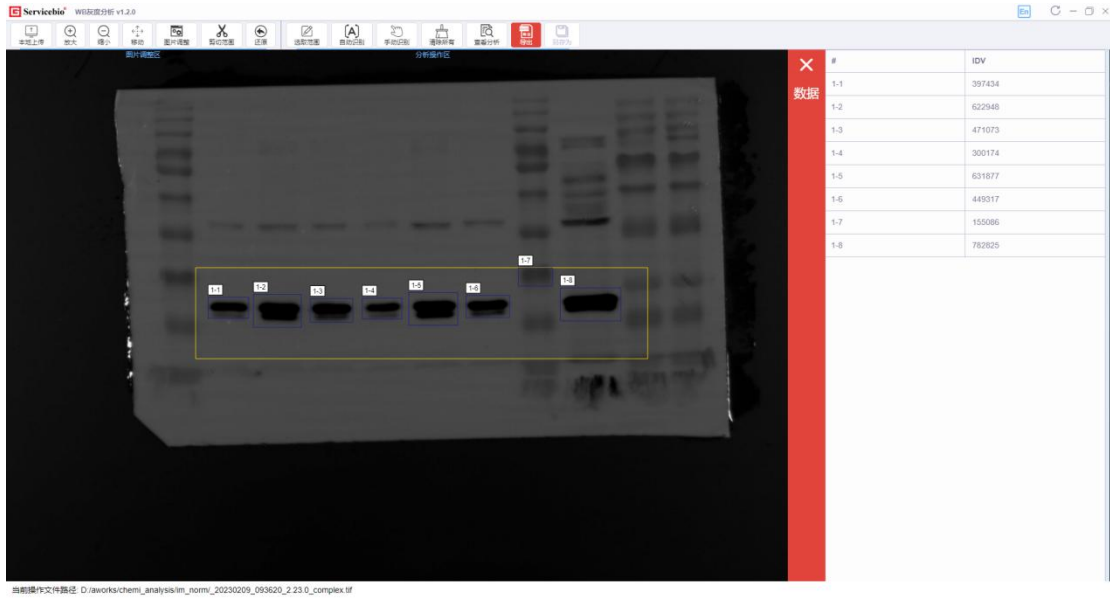 Servicebio WB灰度分析 v1.2.0
En
本地上传 放大 缩小 移动 图片调整 剪切范围 还原 选取范围 自动识别 手动识别 清除所有 查看分析 导出 另存为
图片调整区 分析操作区
数据
# IDV
1-1 397434
1-2 622948
1-3 471073
1-4 300174
1-5 631877
1-6 449317
1-7 155086
1-8 782825
1-7
1-8
1-1 1-2 1-3 1-4 1-5 1-6
当前操作文件路径: D:/aworks/chemi_analysis/im_norm/_20230209_093620_2.23.0_complex.tif